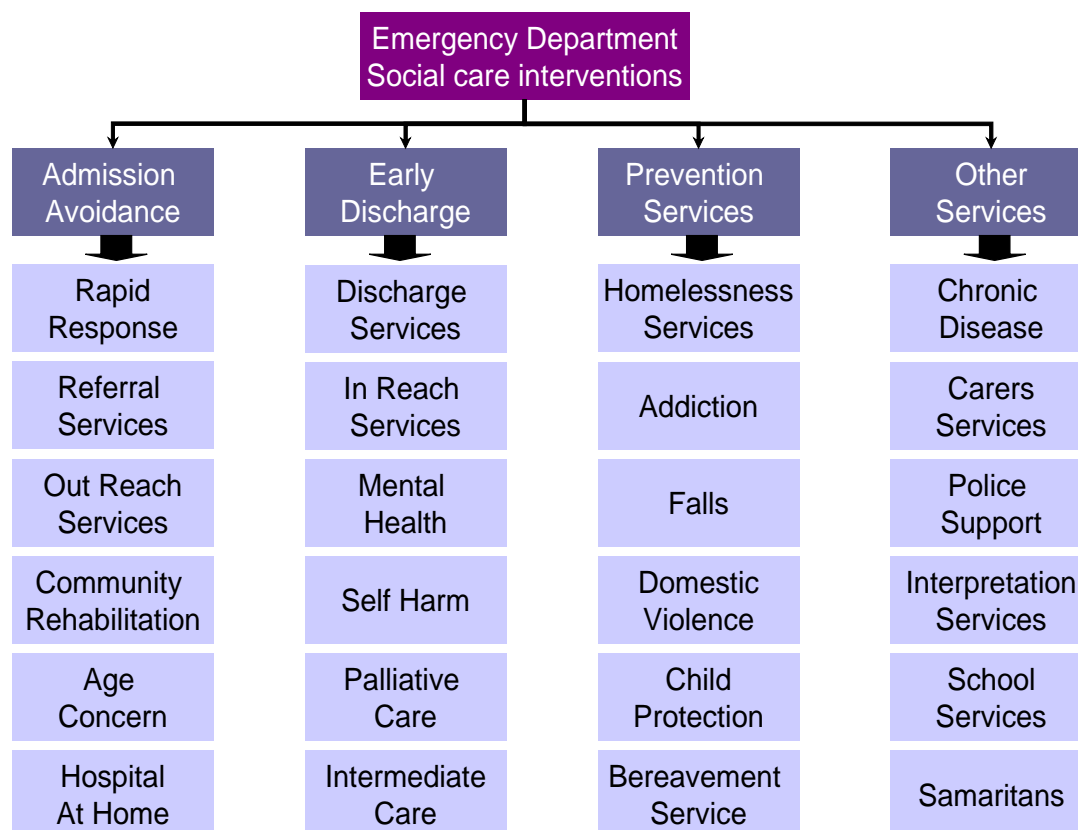 Emergency Department
Social care interventions
Admission
Avoidance
Rapid
Response
Referral
Services
Out Reach
Services
Community
Rehabilitation
Age
Concern
Hospital
At Home
Early
Discharge
Discharge
Services
In Reach
Services
Mental
Health
Self Harm
Palliative
Care
Intermediate
Care
Prevention
Services
Homelessness
Services
Addiction
Falls
Domestic
Violence
Child
Protection
Bereavement
Service
Other
Services
Chronic
Disease
Carers
Services
Police
Support
Interpretation
Services
School
Services
Samaritans